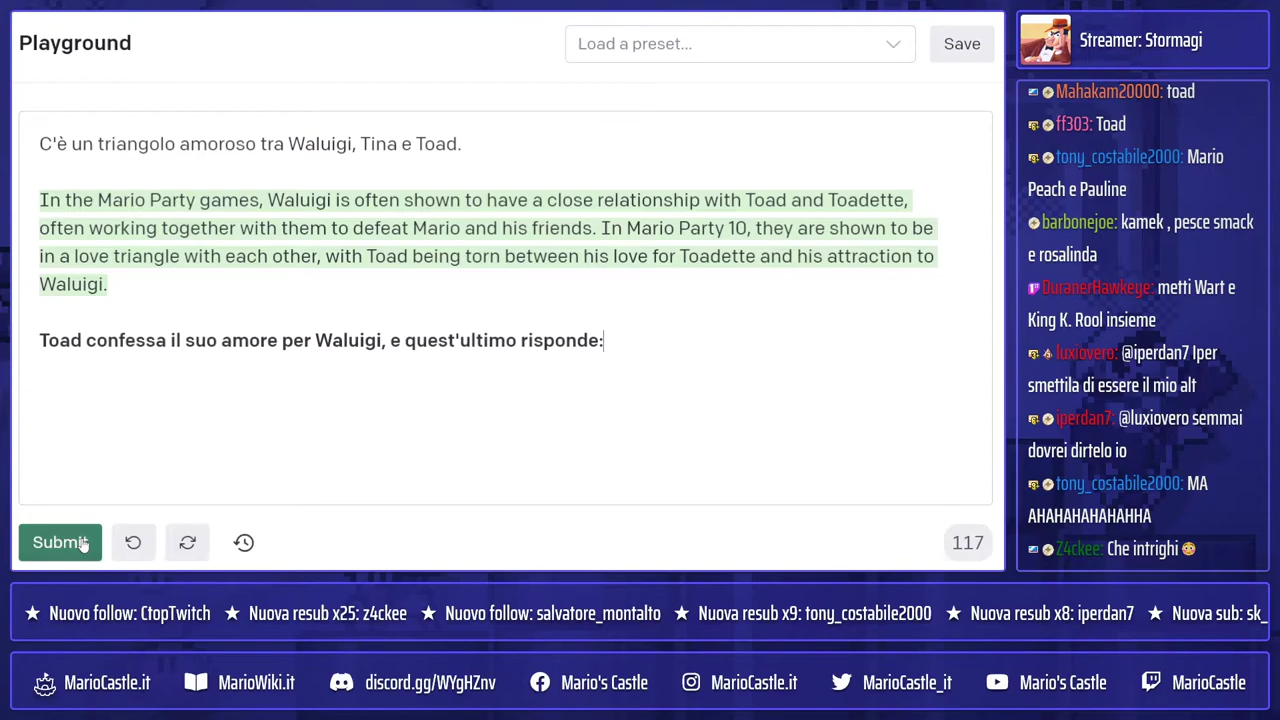 Playground
Load a preset...
Save
C'è un triangolo amoroso tra Waluigi, Tina e Toad.
In the Mario Party games, Waluigi is often shown to have a close relationship with Toad and Toadette,
often working together with them to defeat Mario and his friends. In Mario Party 10, they are shown to be
in a love triangle with each other, with Toad being torn between his love for Toadette and his attraction to
Waluigi.
Toad confessa il suo amore per Waluigi, e quest'ultimo risponde:
Submit
117
Streamer: Stormagi
Mahakam20000: toad
ff303: Toad
tony_costabile2000: Mario
Peach e Pauline
barbonejoe: kamek , pesce smack
e rosalinda
DuranerHawkeye: metti Wart e
King K. Rool insieme
luxiovero: @iperdan7 Iper
smettila di essere il mio alt
iperdan7: @luxiovero semmai
dovrei dirtelo io
tony_costabile2000: MA
AHAHAHAHAHAHHA
Z4ckee: Che intrighi 😳
★ Nuovo follow: CtopTwitch ★ Nuova resub x25: z4ckee ★ Nuovo follow: salvatore_montalto ★ Nuova resub x9: tony_costabile2000 ★ Nuova resub x8: iperdan7 ★ Nuova sub: sk_
MarioCastle.it MarioWiki.it discord.gg/WYgHZnv Mario's Castle MarioCastle.it MarioCastle_it Mario's Castle MarioCastle